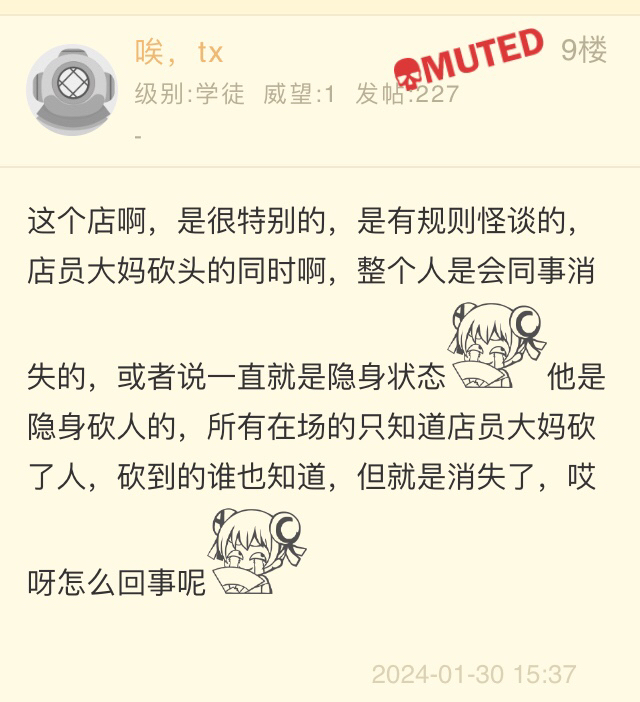 唉，tx
MUTED
9楼
级别:学徒 威望:1 发帖:227
-
这个店啊，是很特别的，是有规则怪谈的，
店员大妈砍头的同时啊，整个人是会同事消
失的，或者说一直就是隐身状态 他是
隐身砍人的，所有在场的只知道店员大妈砍
了人，砍到的谁也知道，但就是消失了，哎
呀怎么回事呢
2024-01-30 15:37